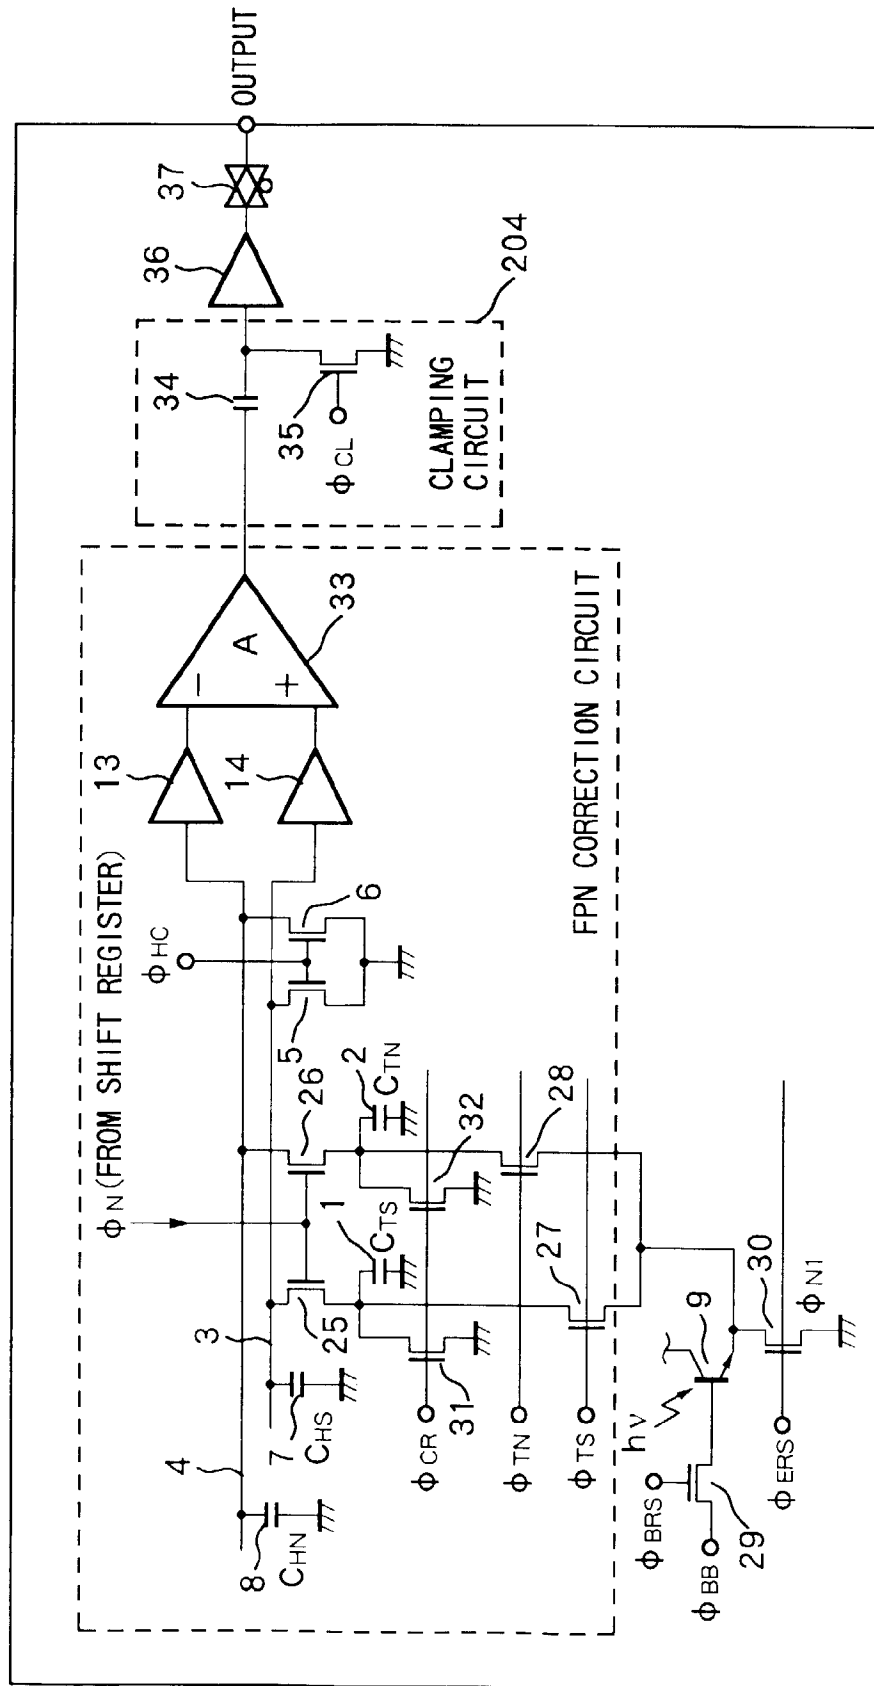 OUTPUT
37
36
204
34
35
ΦCL
CLAMPING
CIRCUIT
33
A
−
+
13
14
FPN CORRECTION CIRCUIT
ΦN(FROM SHIFT REGISTER)
ΦHC
6
5
26
2
CTN
32
28
1
CTS
25
27
3
31
4
7
CHS
8
CHN
ΦCR
ΦTN
ΦTS
30
ΦN1
9
hν
ΦBRS
29
ΦBB
ΦERS